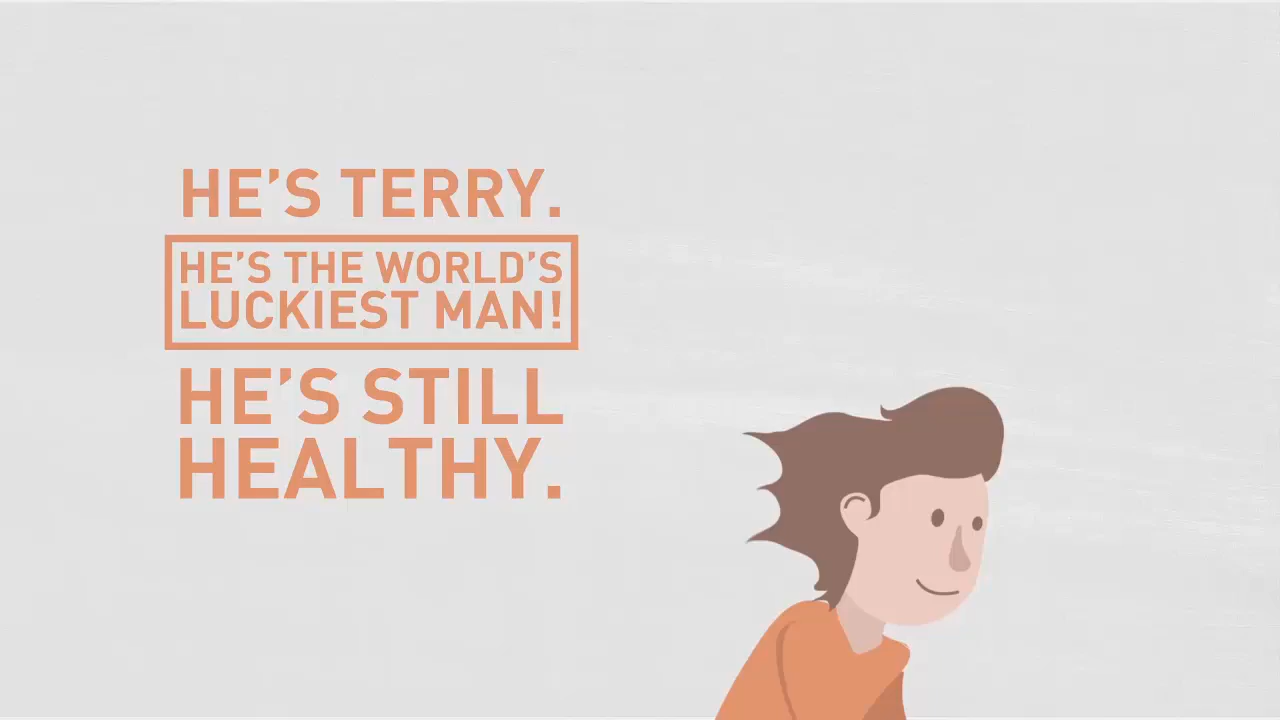 HE'S TERRY.
HE'S THE WORLD'S
LUCKIEST MAN!
HE'S STILL
HEALTHY.